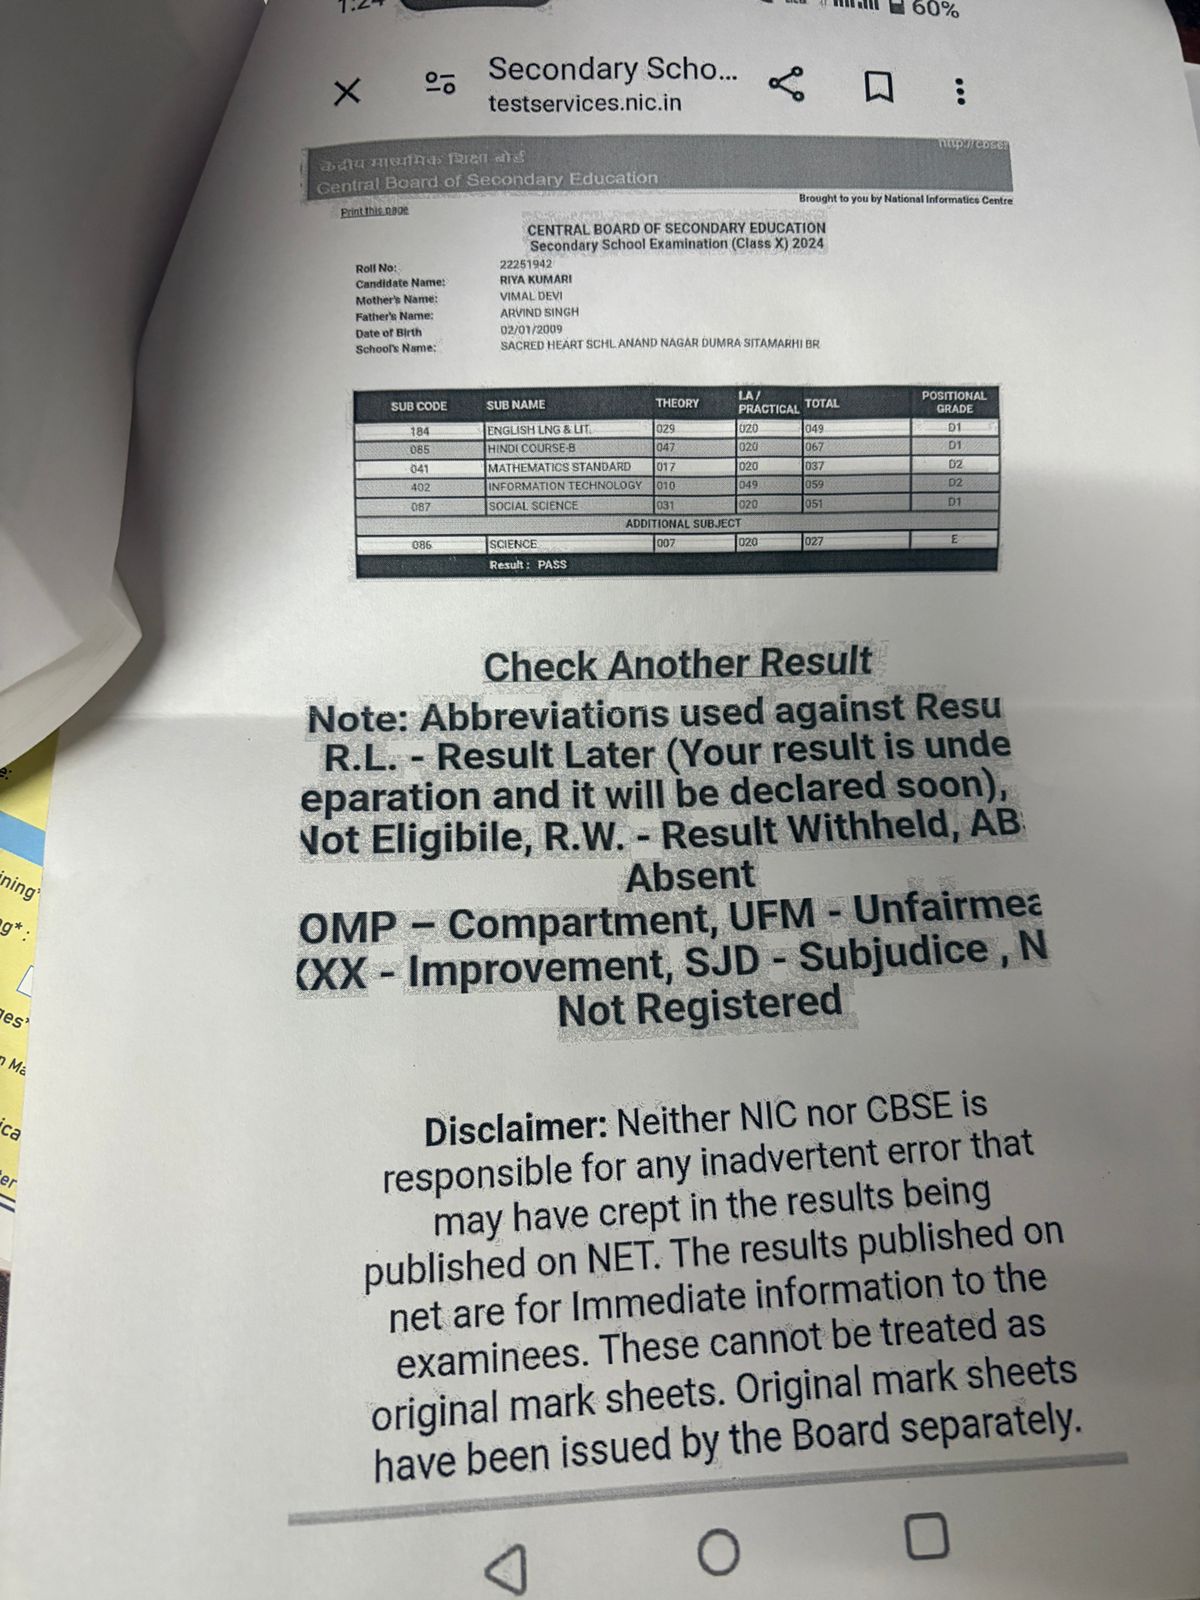 60%
Secondary Scho...
testservices.nic.in
केंद्रीय माध्यमिक शिक्षा बोर्ड
Central Board of Secondary Education
Brought to you by National Informatics Centre
Print this page
CENTRAL BOARD OF SECONDARY EDUCATION
Secondary School Examination (Class X) 2024
Roll No: 22251942
Candidate Name: RIYA KUMARI
Mother's Name: VIMAL DEVI
Father's Name: ARVIND SINGH
Date of Birth 02/01/2009
School's Name: SACRED HEART SCHL ANAND NAGAR DUMRA SITAMARHI BR
SUB CODE SUB NAME THEORY I.A / PRACTICAL TOTAL POSITIONAL GRADE
184 ENGLISH LNG & LIT. 029 020 049 D1
085 HINDI COURSE-B 047 020 067 D1
041 MATHEMATICS STANDARD 017 020 037 D2
402 INFORMATION TECHNOLOGY 010 049 059 D2
087 SOCIAL SCIENCE 031 020 051 D1
ADDITIONAL SUBJECT
086 SCIENCE 007 020 027 E
Result : PASS
Check Another Result
Note: Abbreviations used against Resu
R.L. - Result Later (Your result is unde
eparation and it will be declared soon),
Not Eligibile, R.W. - Result Withheld, AB
Absent
OMP – Compartment, UFM - Unfairmea
XX - Improvement, SJD - Subjudice , N
Not Registered
Disclaimer: Neither NIC nor CBSE is
responsible for any inadvertent error that
may have crept in the results being
published on NET. The results published on
net are for Immediate information to the
examinees. These cannot be treated as
original mark sheets. Original mark sheets
have been issued by the Board separately.